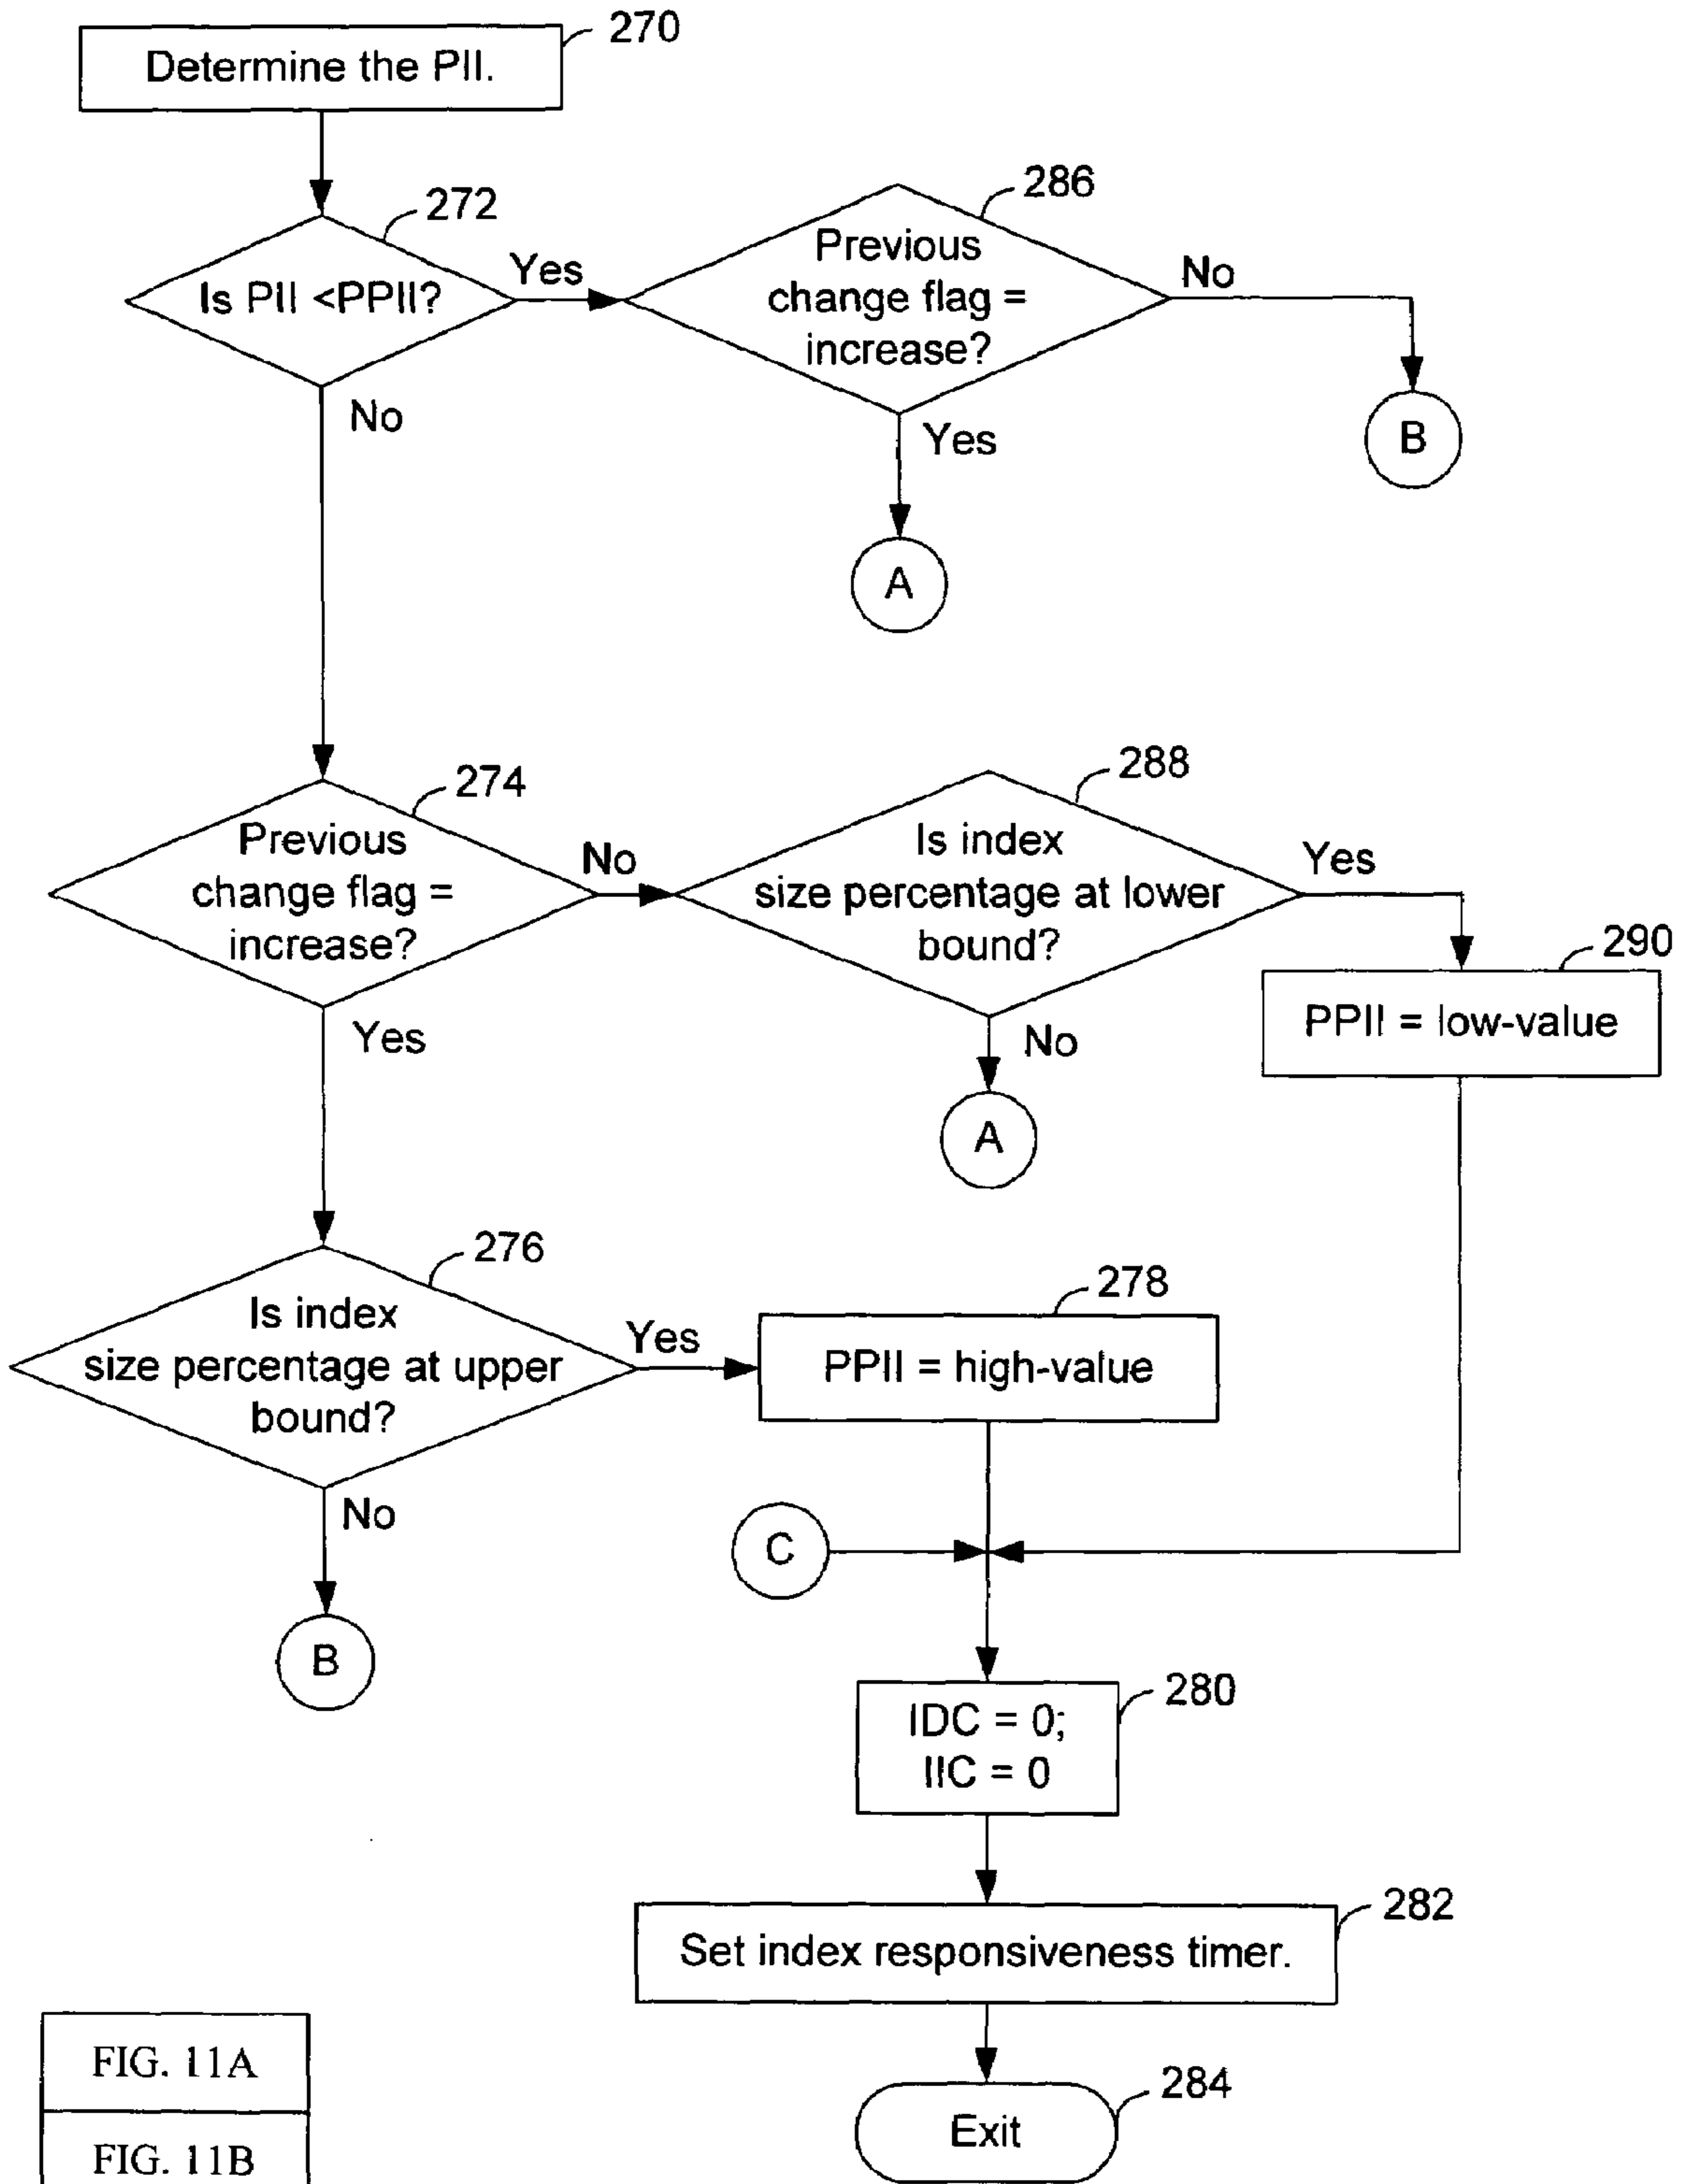 270
Determine the PII.
272
Is PII <PPII?
Yes
No
286
Previous
change flag =
increase?
No
Yes
B
A
274
Previous
change flag =
increase?
No
Yes
288
Is index
size percentage at lower
bound?
Yes
No
A
290
PPII = low-value
276
Is index
size percentage at upper
bound?
Yes
No
B
278
PPII = high-value
C
280
IDC = 0;
IIC = 0
282
Set index responsiveness timer.
284
Exit
FIG. 11A
FIG. 11B